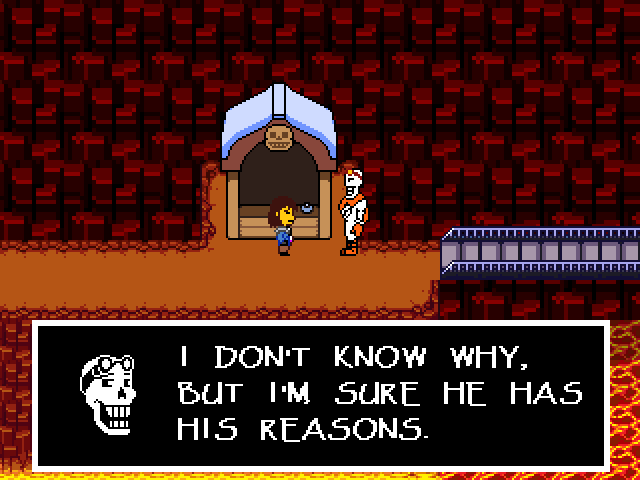 I DON'T KNOW WHY,
BUT I'M SURE HE HAS
HIS REASONS.